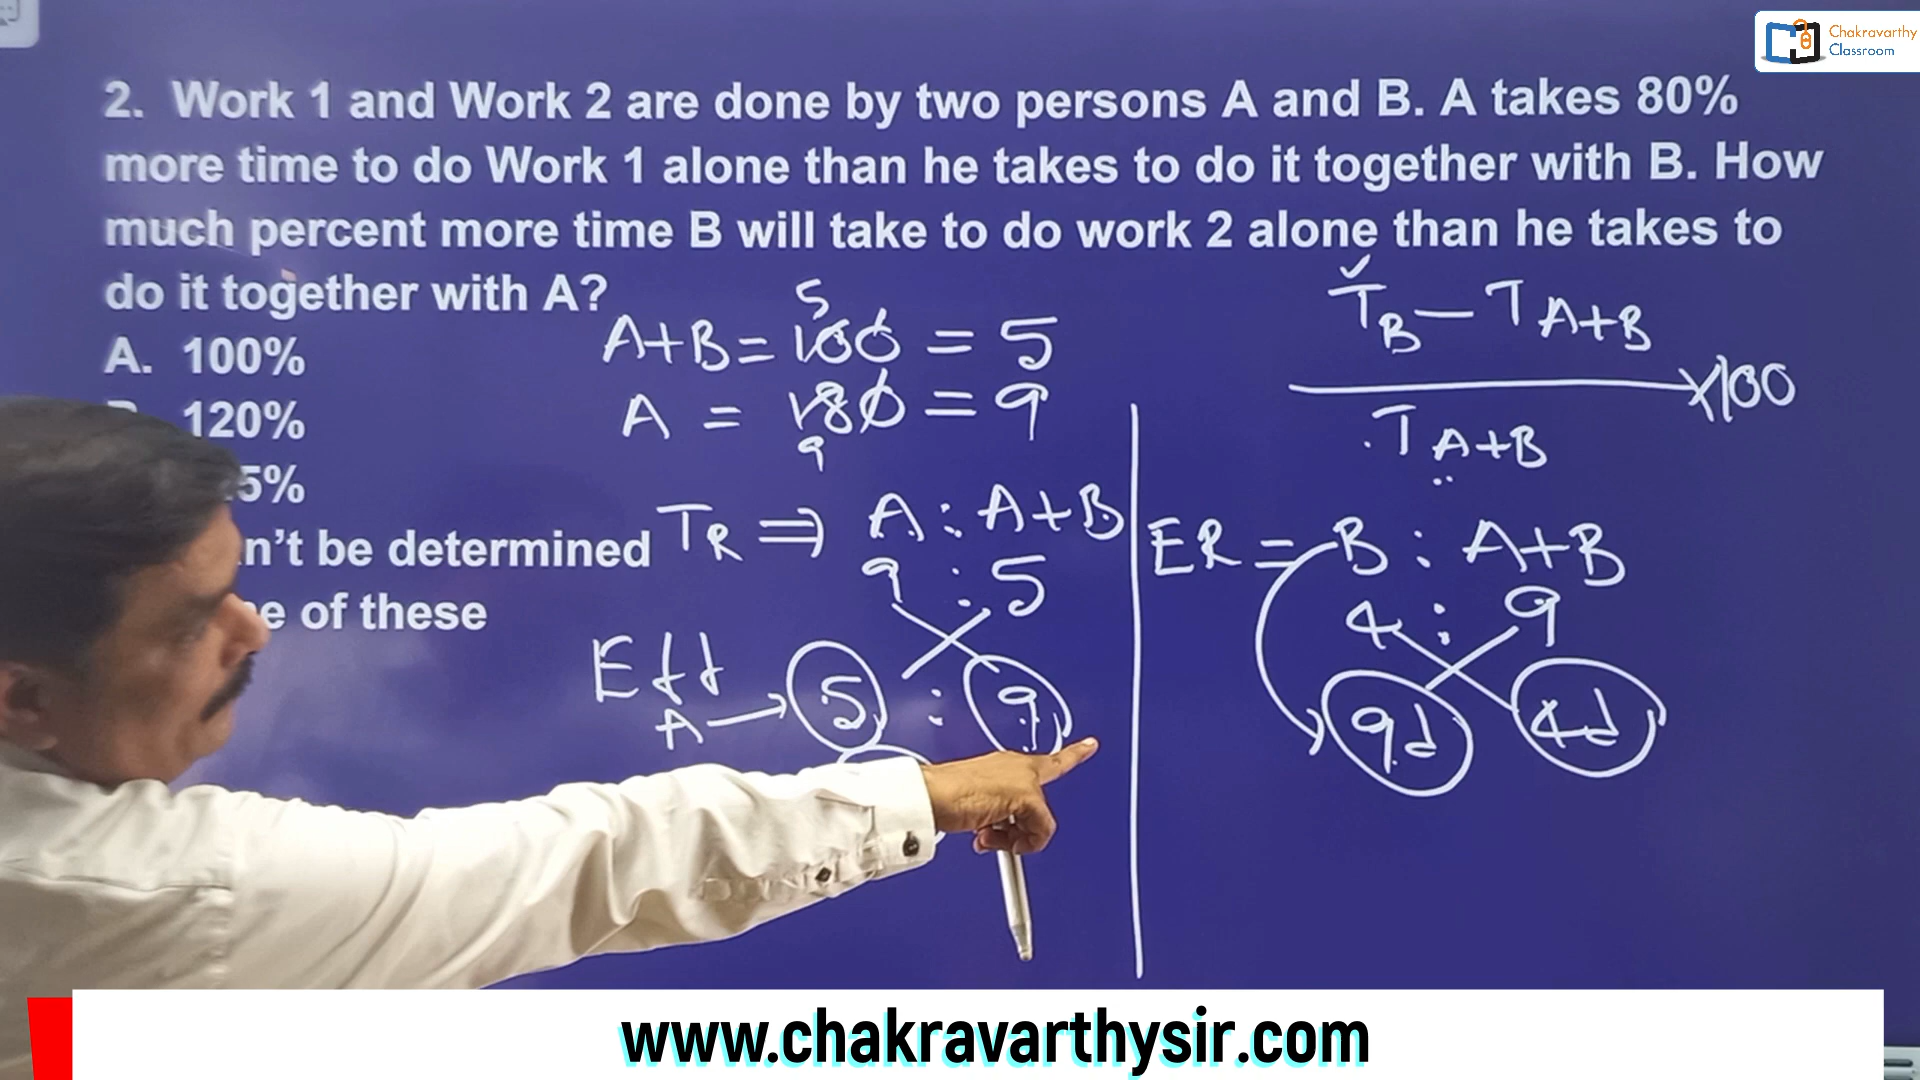 Chakravarthy
Classroom
2. Work 1 and Work 2 are done by two persons A and B. A takes 80%
more time to do Work 1 alone than he takes to do it together with B. How
much percent more time B will take to do work 2 alone than he takes to
do it together with A?
A. 100%
120%
5%
n't be determined
e of these
A+B = 100 = 5
5
A = 180 = 9
9
TR ⇒ A : A+B
9 : 5
Eff
A → 5 : 9
TB – TA+B
×100
TA+B
ER = B : A+B
4 : 9
9d 4d
www.chakravarthysir.com